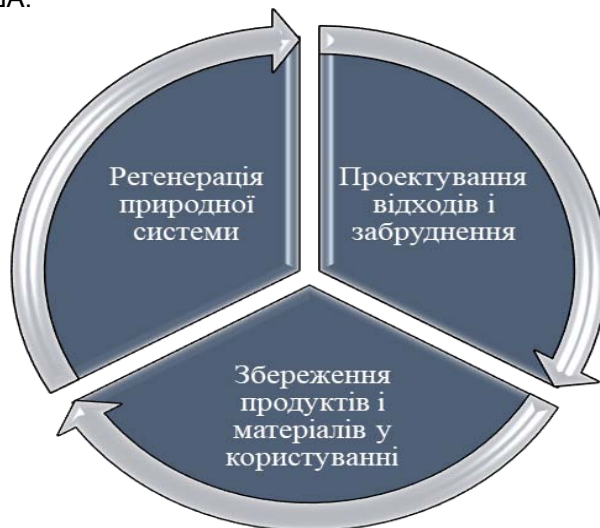 Регенерація
природної
системи
Проектування
відходів і
забруднення
Збереження
продуктів і
матеріалів у
користуванні